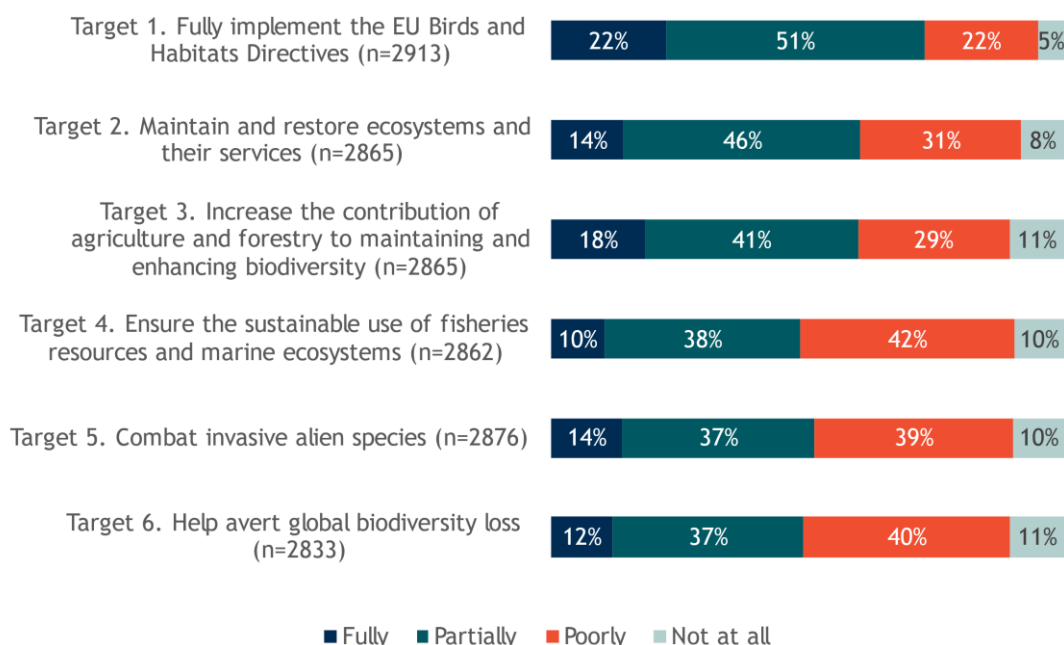 Target 1. Fully implement the EU Birds and
Habitats Directives (n=2913)
22% 51% 22% 5%
Target 2. Maintain and restore ecosystems and
their services (n=2865)
14% 46% 31% 8%
Target 3. Increase the contribution of
agriculture and forestry to maintaining and
enhancing biodiversity (n=2865)
18% 41% 29% 11%
Target 4. Ensure the sustainable use of fisheries
resources and marine ecosystems (n=2862)
10% 38% 42% 10%
Target 5. Combat invasive alien species (n=2876)
14% 37% 39% 10%
Target 6. Help avert global biodiversity loss
(n=2833)
12% 37% 40% 11%
Fully Partially Poorly Not at all